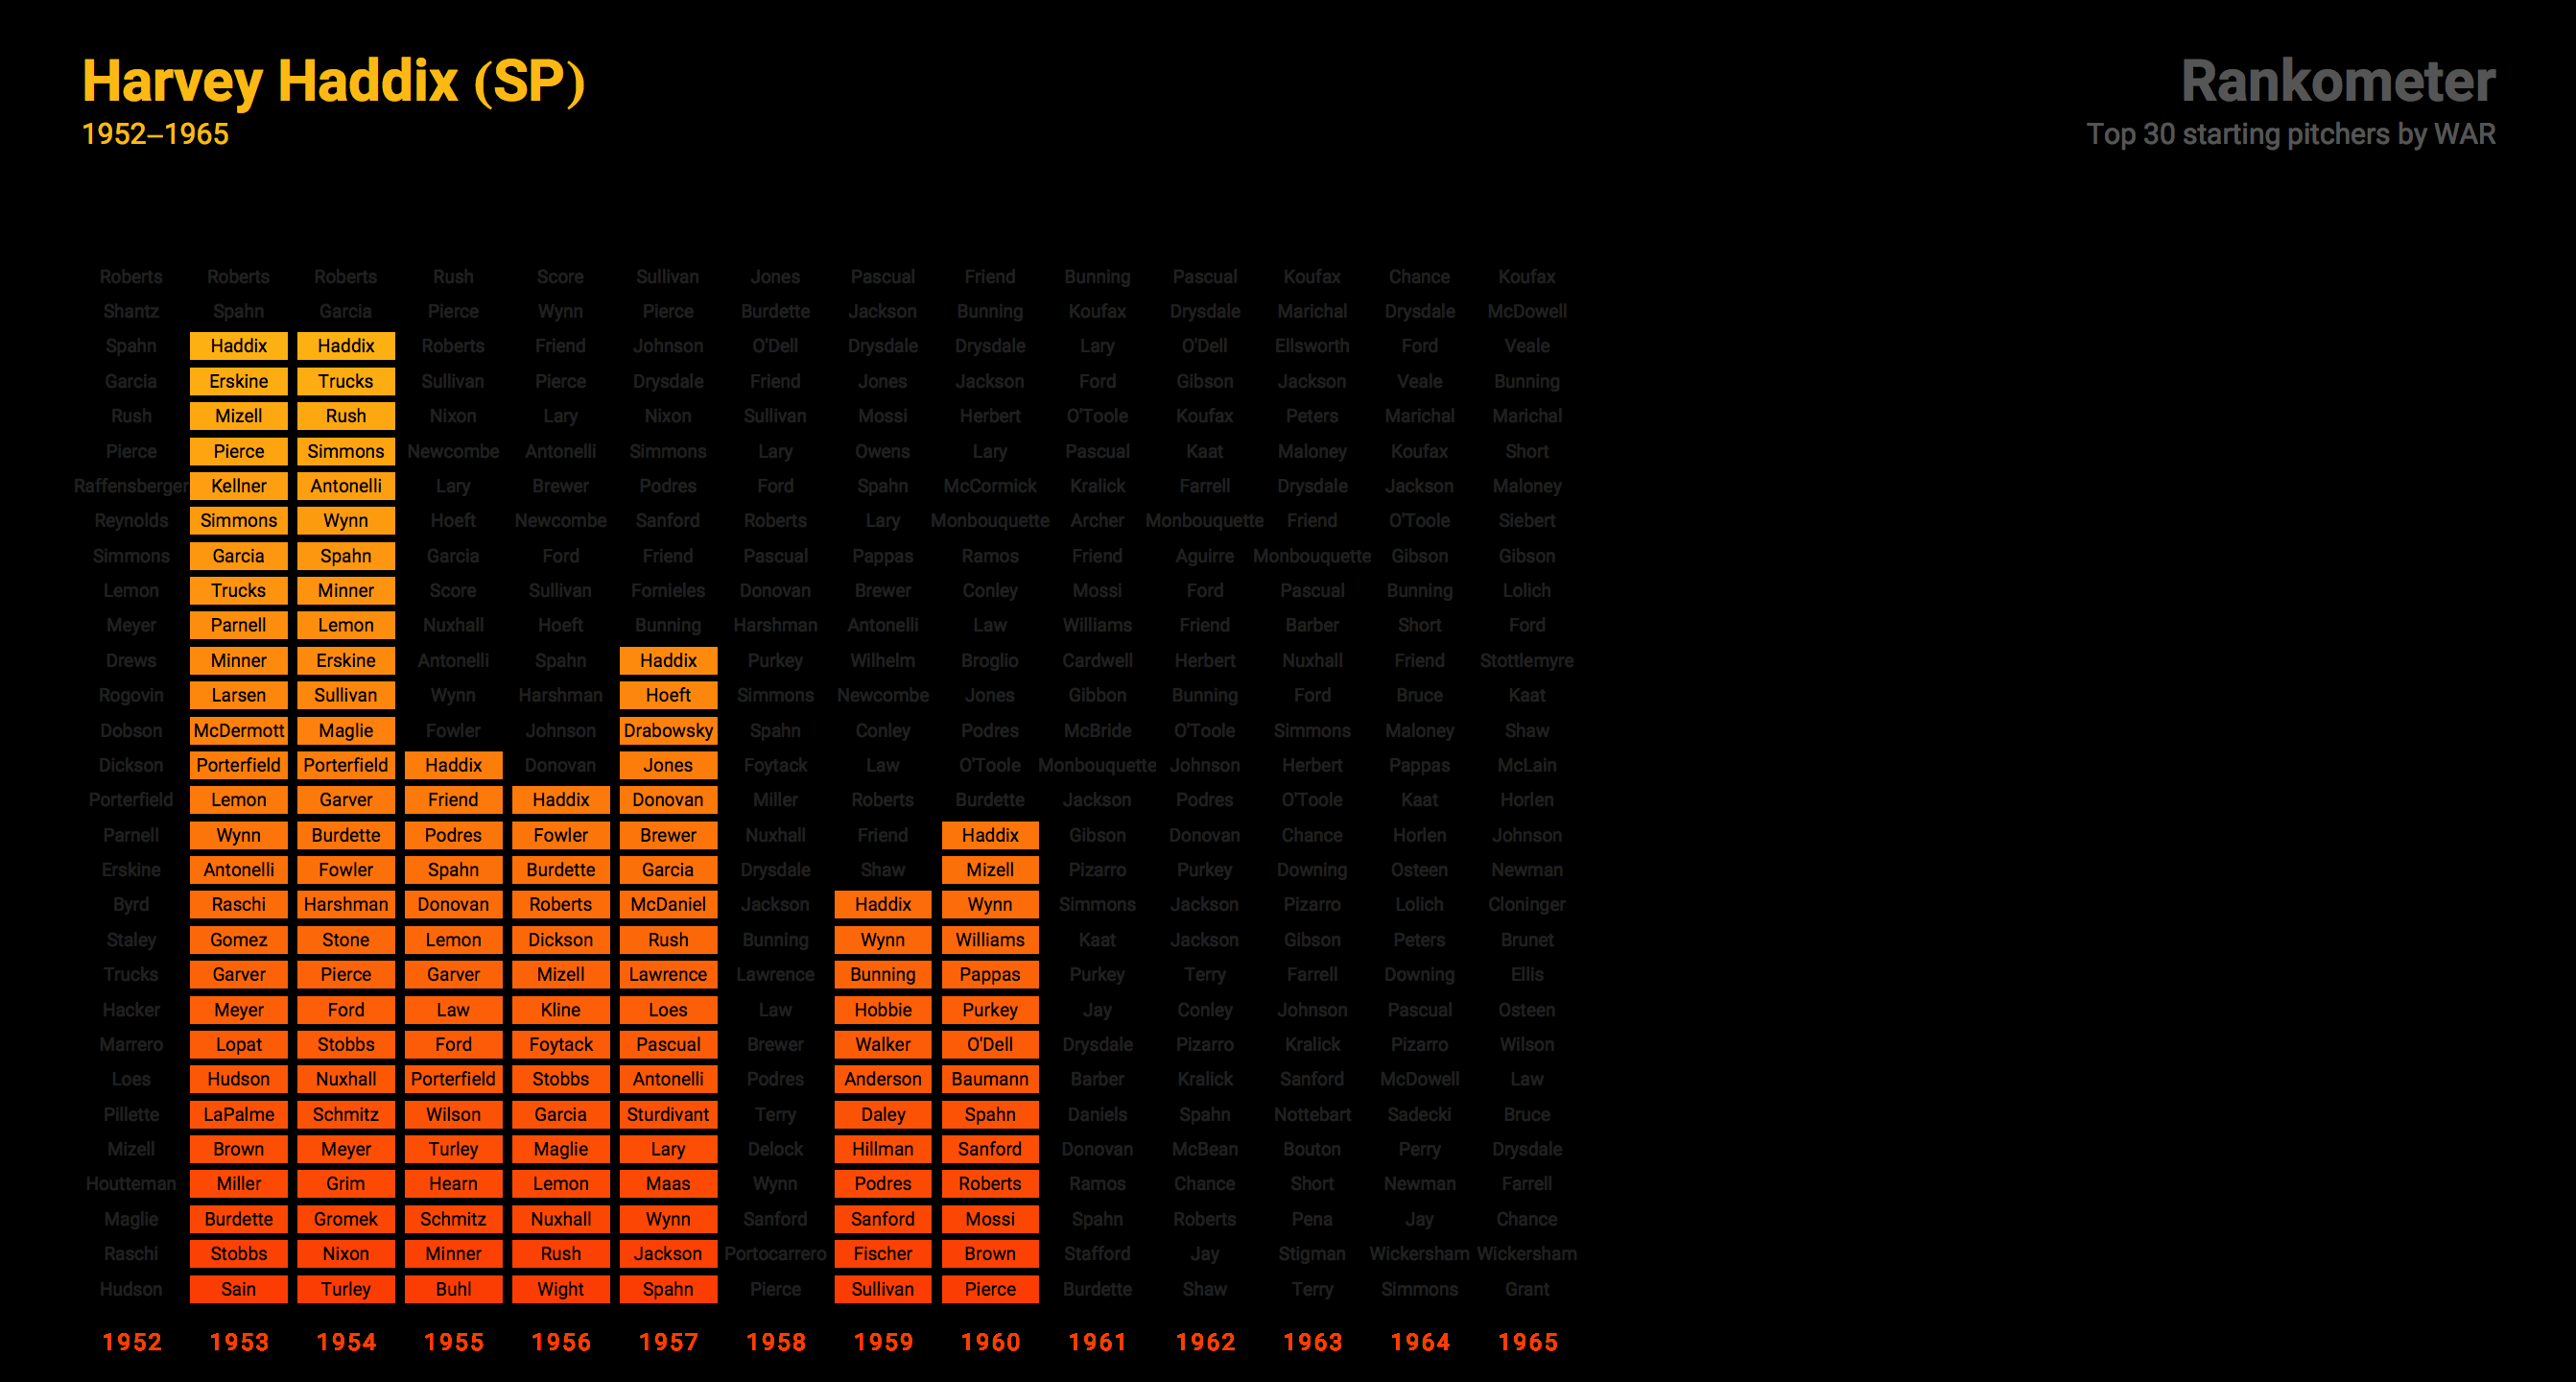 Harvey Haddix (SP)
1952–1965
Rankometer
Top 30 starting pitchers by WAR
Roberts Roberts Roberts Rush Score Sullivan Jones Pascual Friend Bunning Pascual Koufax Chance Koufax
Shantz Spahn Garcia Pierce Wynn Pierce Burdette Jackson Bunning Koufax Drysdale Marichal Drysdale McDowell
Spahn Haddix Haddix Roberts Friend Johnson O'Dell Drysdale Drysdale Lary O'Dell Ellsworth Ford Veale
Garcia Erskine Trucks Sullivan Pierce Drysdale Friend Jones Jackson Ford Gibson Jackson Veale Bunning
Rush Mizell Rush Nixon Lary Nixon Sullivan Mossi Herbert O'Toole Koufax Peters Marichal Marichal
Pierce Pierce Simmons Newcombe Antonelli Simmons Lary Owens Lary Pascual Kaat Maloney Koufax Short
Raffensberger Kellner Antonelli Lary Brewer Podres Ford Spahn McCormick Kralick Farrell Drysdale Jackson Maloney
Reynolds Simmons Wynn Hoeft Newcombe Sanford Roberts Lary Monbouquette Archer Monbouquette Friend O'Toole Siebert
Simmons Garcia Spahn Garcia Ford Friend Pascual Pappas Ramos Friend Aguirre Monbouquette Gibson Gibson
Lemon Trucks Minner Score Sullivan Fornieles Donovan Brewer Conley Mossi Ford Pascual Bunning Lolich
Meyer Parnell Lemon Nuxhall Hoeft Bunning Harshman Antonelli Law Williams Friend Barber Short Ford
Drews Minner Erskine Antonelli Spahn Haddix Purkey Wilhelm Broglio Cardwell Herbert Nuxhall Friend Stottlemyre
Rogovin Larsen Sullivan Wynn Harshman Hoeft Simmons Newcombe Jones Gibbon Bunning Ford Bruce Kaat
Dobson McDermott Maglie Fowler Johnson Drabowsky Spahn Conley Podres McBride O'Toole Simmons Maloney Shaw
Dickson Porterfield Porterfield Haddix Donovan Jones Foytack Law O'Toole Monbouquette Johnson Herbert Pappas McLain
Porterfield Lemon Garver Friend Haddix Donovan Miller Roberts Burdette Jackson Podres O'Toole Kaat Horlen
Parnell Wynn Burdette Podres Fowler Brewer Nuxhall Friend Haddix Gibson Donovan Chance Horlen Johnson
Erskine Antonelli Fowler Spahn Burdette Garcia Drysdale Shaw Mizell Pizarro Purkey Downing Osteen Newman
Byrd Raschi Harshman Donovan Roberts McDaniel Jackson Haddix Wynn Simmons Jackson Pizarro Lolich Cloninger
Staley Gomez Stone Lemon Dickson Rush Bunning Wynn Williams Kaat Jackson Gibson Peters Brunet
Trucks Garver Pierce Garver Mizell Lawrence Lawrence Bunning Pappas Purkey Terry Farrell Downing Ellis
Hacker Meyer Ford Law Kline Loes Law Hobbie Purkey Jay Conley Johnson Pascual Osteen
Marrero Lopat Stobbs Ford Foytack Pascual Brewer Walker O'Dell Drysdale Pizarro Kralick Pizarro Wilson
Loes Hudson Nuxhall Porterfield Stobbs Antonelli Podres Anderson Baumann Barber Kralick Sanford McDowell Law
Pillette LaPalme Schmitz Wilson Garcia Sturdivant Terry Daley Spahn Daniels Spahn Nottebart Sadecki Bruce
Mizell Brown Meyer Turley Maglie Lary Delock Hillman Sanford Donovan McBean Bouton Perry Drysdale
Houtteman Miller Grim Hearn Lemon Maas Wynn Podres Roberts Ramos Chance Short Newman Farrell
Maglie Burdette Gromek Schmitz Nuxhall Wynn Sanford Sanford Mossi Spahn Roberts Pena Jay Chance
Raschi Stobbs Nixon Minner Rush Jackson Portocarrero Fischer Brown Stafford Jay Stigman Wickersham Wickersham
Hudson Sain Turley Buhl Wight Spahn Pierce Sullivan Pierce Burdette Shaw Terry Simmons Grant
1952 1953 1954 1955 1956 1957 1958 1959 1960 1961 1962 1963 1964 1965